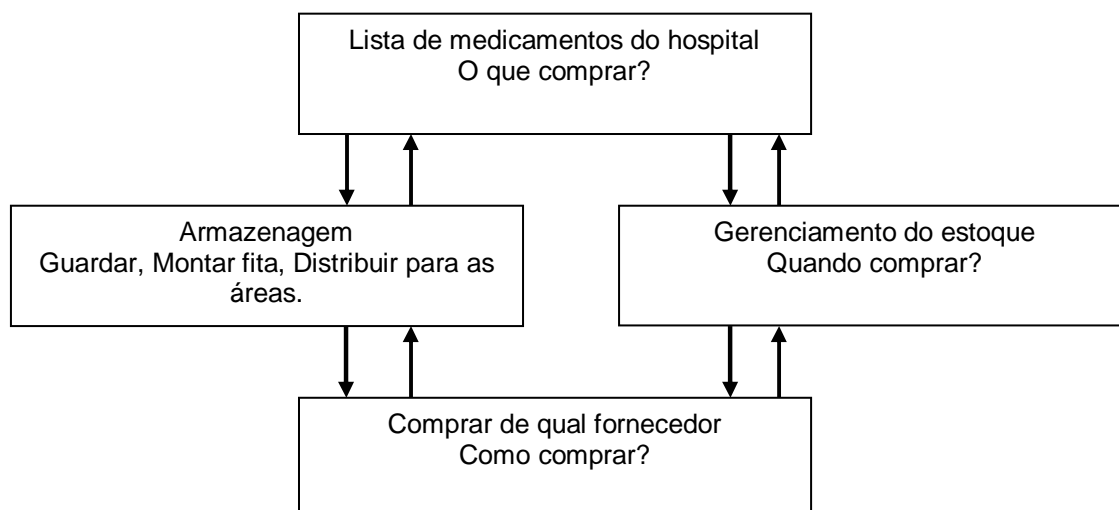 Lista de medicamentos do hospital
O que comprar?
Armazenagem
Guardar, Montar fita, Distribuir para as
áreas.
Gerenciamento do estoque
Quando comprar?
Comprar de qual fornecedor
Como comprar?